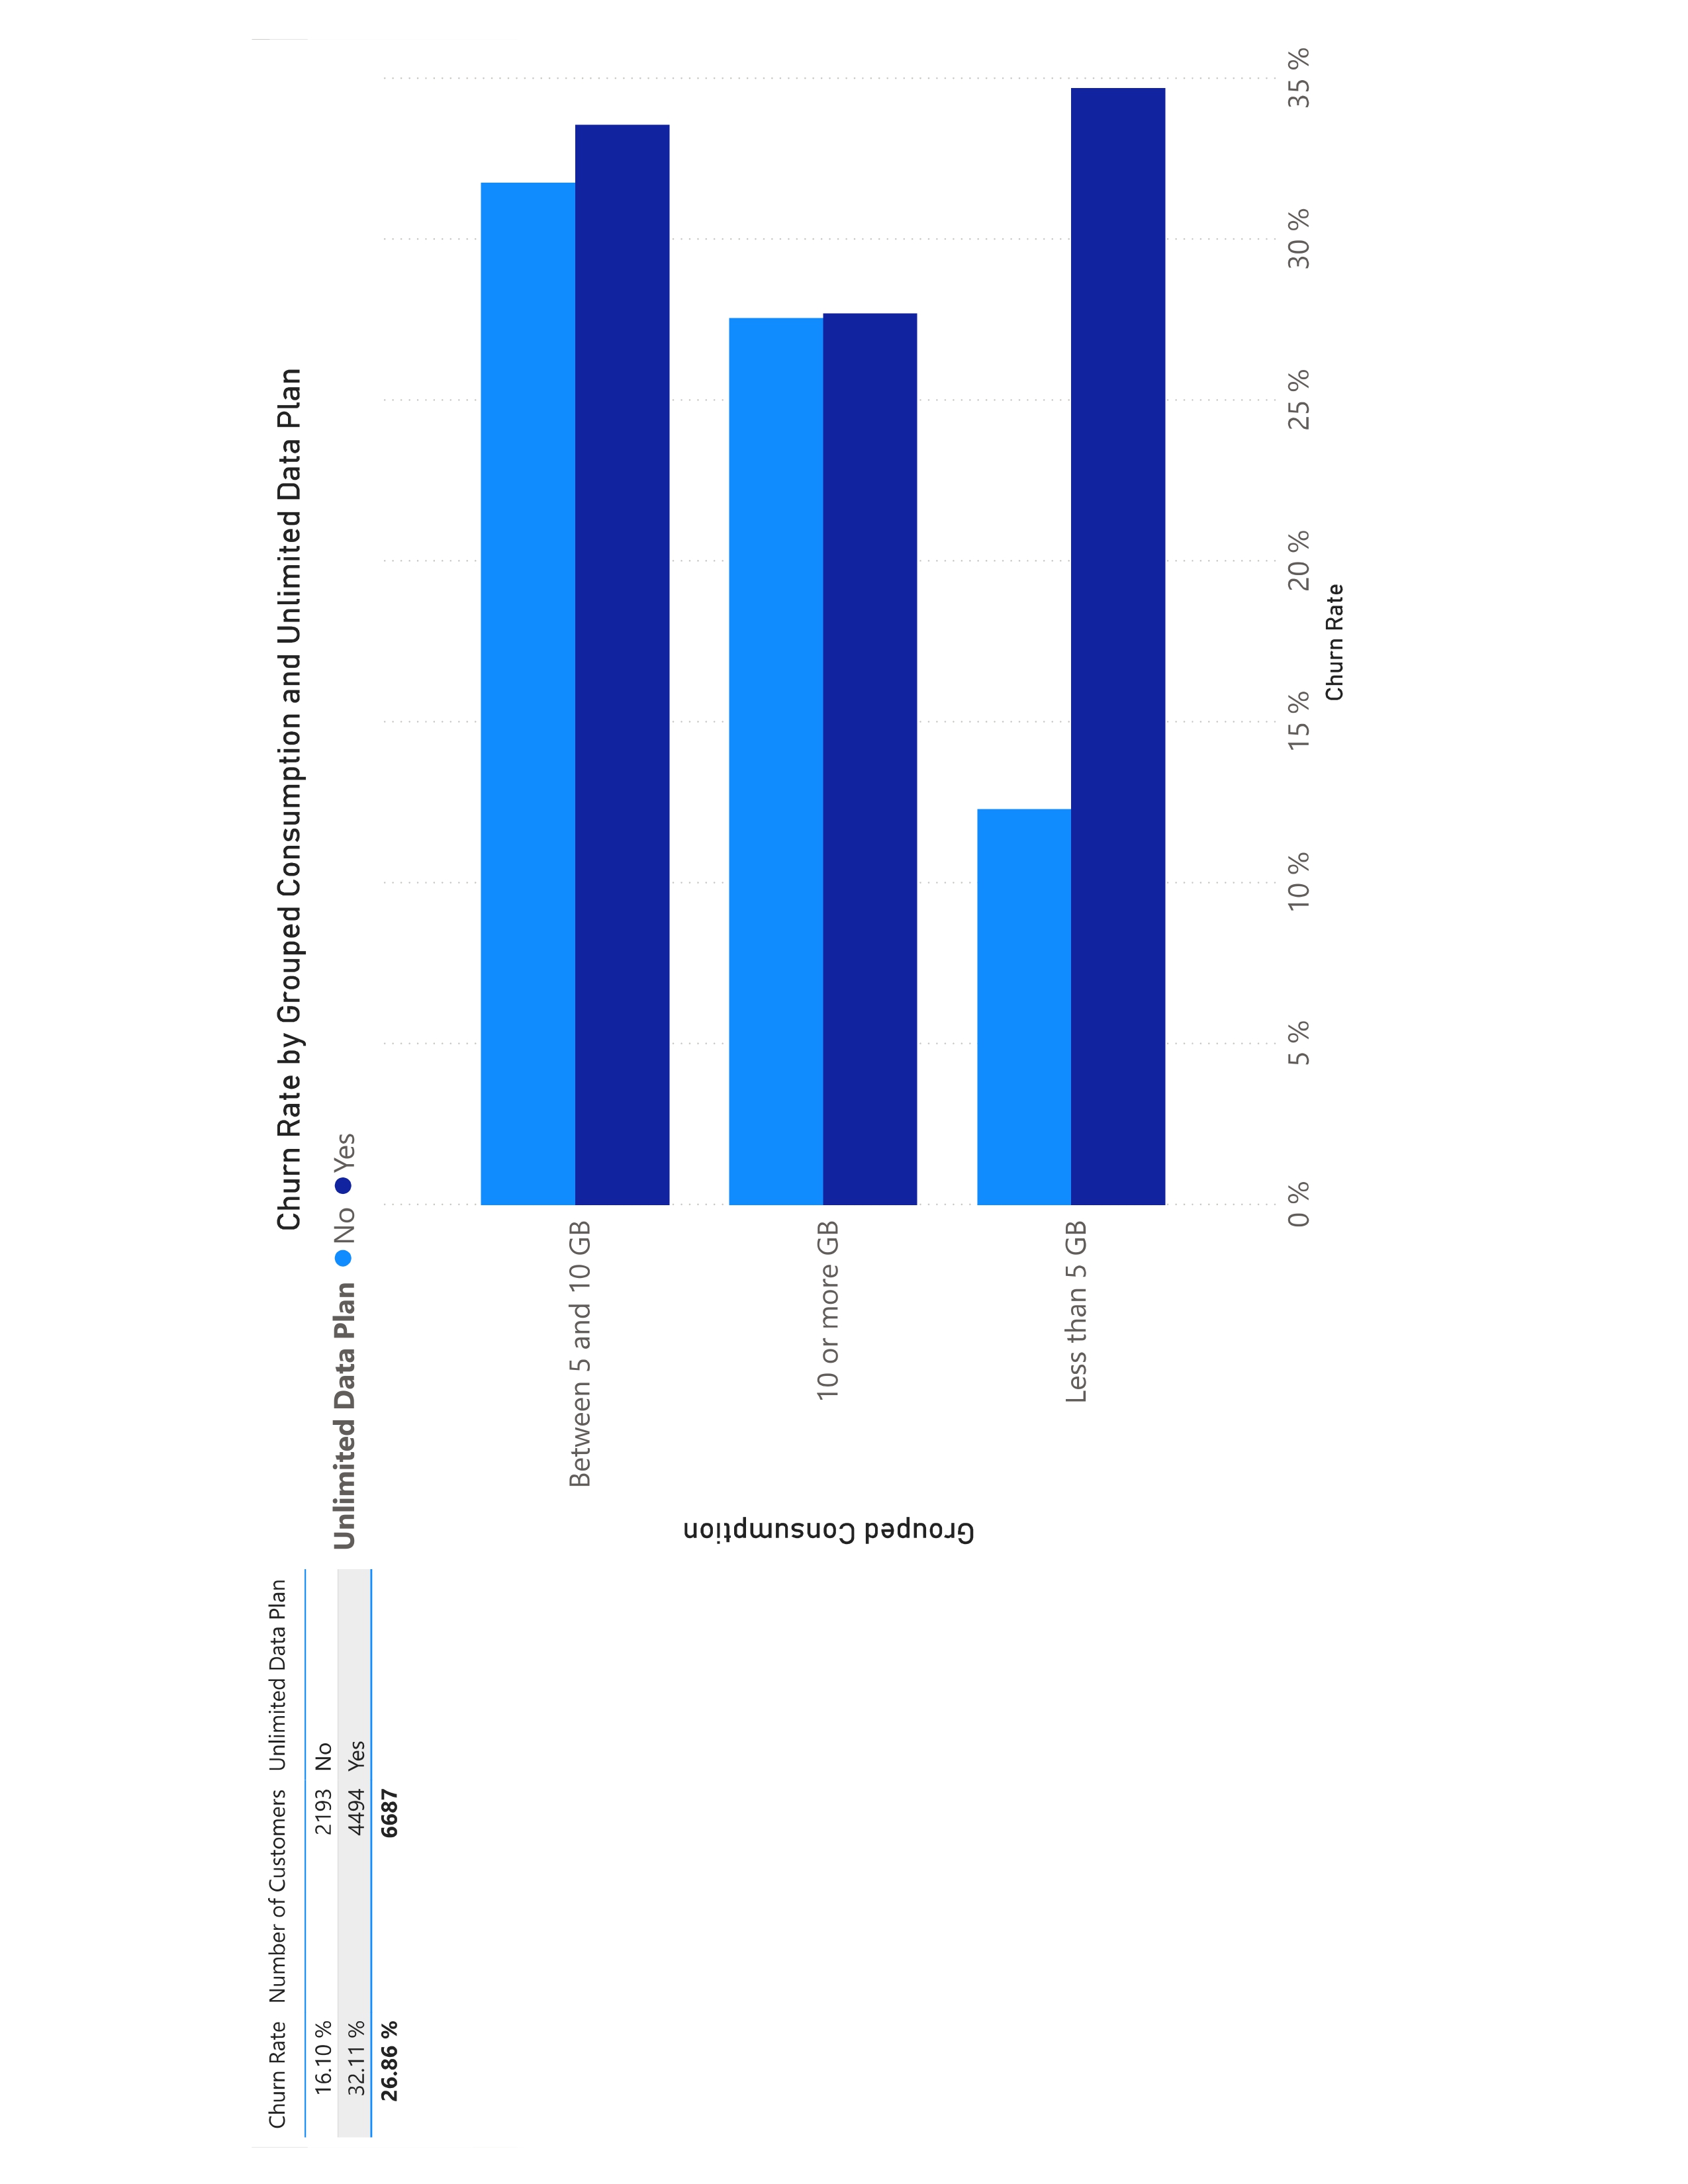 Churn Rate Number of Customers Unlimited Data Plan
16.10 % 2193 No
32.11 % 4494 Yes
26.86 % 6687
Churn Rate by Grouped Consumption and Unlimited Data Plan
Unlimited Data Plan No Yes
Grouped Consumption
Between 5 and 10 GB
10 or more GB
Less than 5 GB
0 % 5 % 10 % 15 % 20 % 25 % 30 % 35 %
Churn Rate